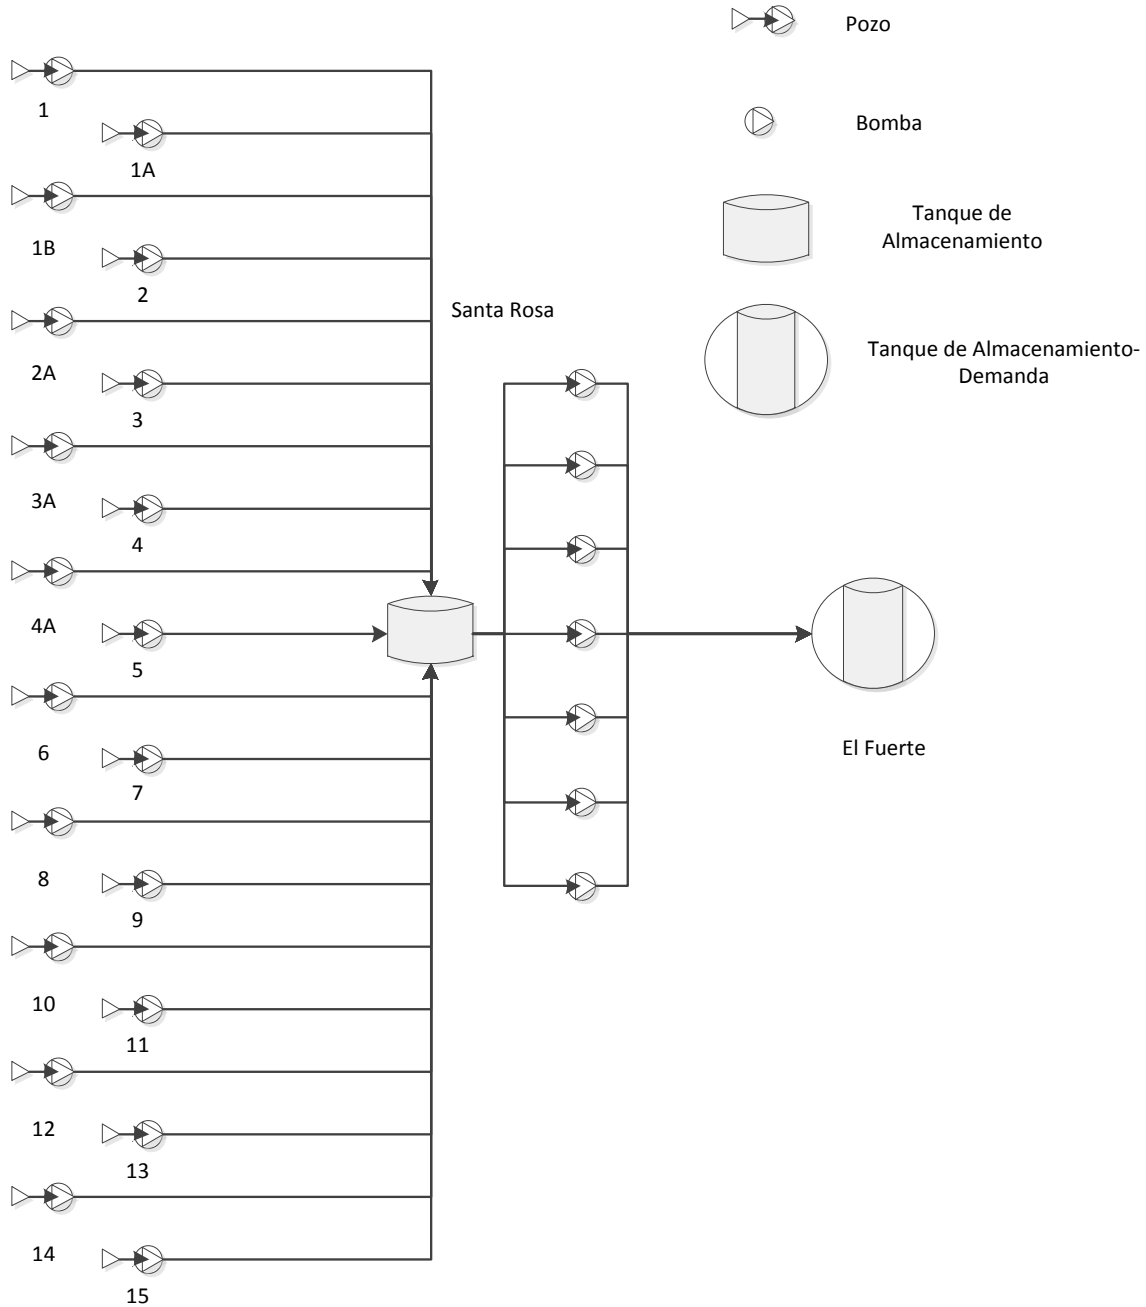 Pozo
1
Bomba
1A
Tanque de
Almacenamiento
1B
2
Santa Rosa
Tanque de Almacenamiento-
Demanda
2A
3
3A
4
4A
5
El Fuerte
6
7
8
9
10
11
12
13
14
15